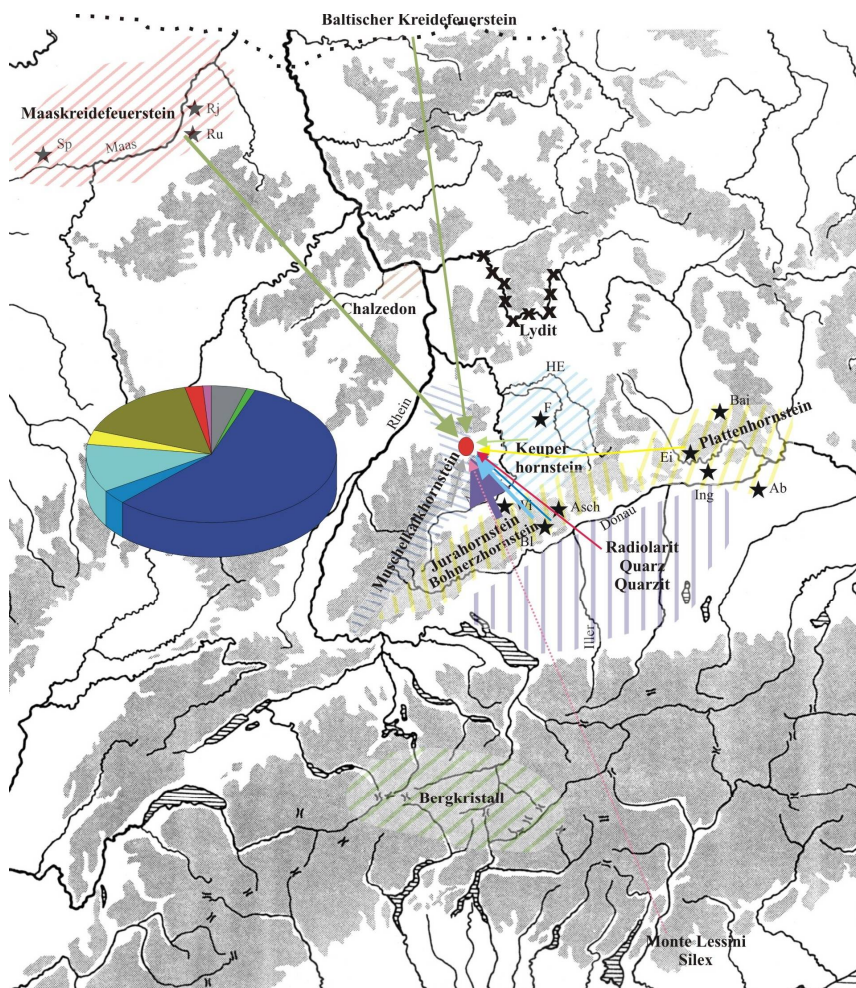 Baltischer Kreidefeuerstein
Rj
Maaskreidefeuerstein
Ru
Sp
Maas
Chalzedon
Lydit
HE
Rhein
F
Bai
Keuper
hornstein
Plattenhornstein
Ei
Ing
Ab
Muschelkalkhornstein
Asch
Donau
Jurahornstein
Bohnerzhornstein
Bl
Radiolarit
Quarz
Quarzit
Iller
Bergkristall
Monte Lessini
Silex